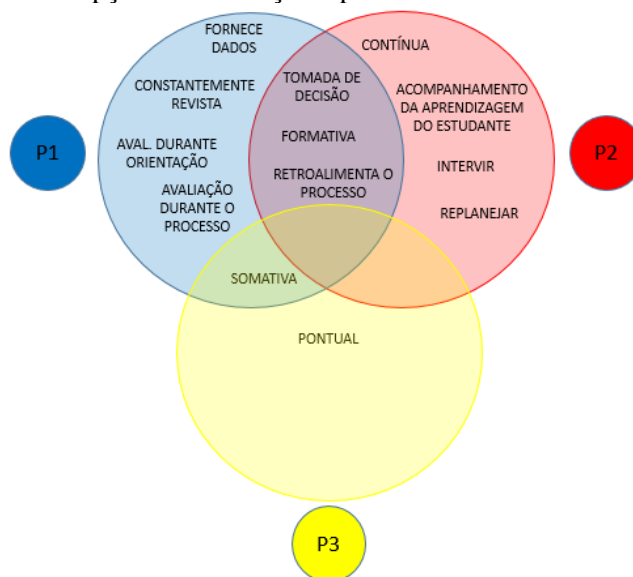 FORNECE
DADOS
CONTÍNUA
CONSTANTEMENTE
REVISTA
TOMADA DE
DECISÃO
ACOMPANHAMENTO
DA APRENDIZAGEM
DO ESTUDANTE
P1
AVAL. DURANTE
ORIENTAÇÃO
FORMATIVA
INTERVIR
P2
AVALIAÇÃO
DURANTE O
PROCESSO
RETROALIMENTA O
PROCESSO
REPLANEJAR
SOMATIVA
PONTUAL
P3